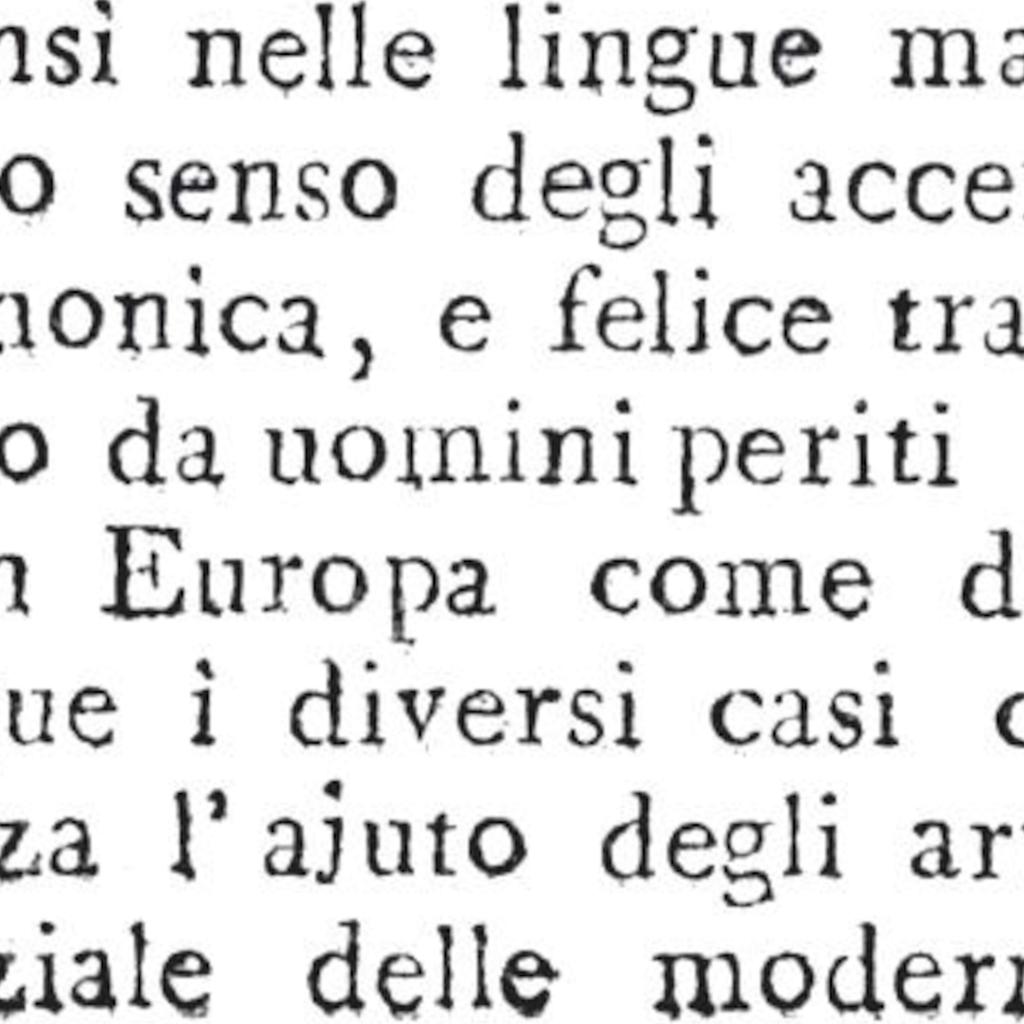 nsi nelle lingue ma
o senso degli acce
nonica, e felice tra
o da uomini periti
n Europa come d
ue i diversi casi c
za l'ajuto degli ar
ziale delle modern